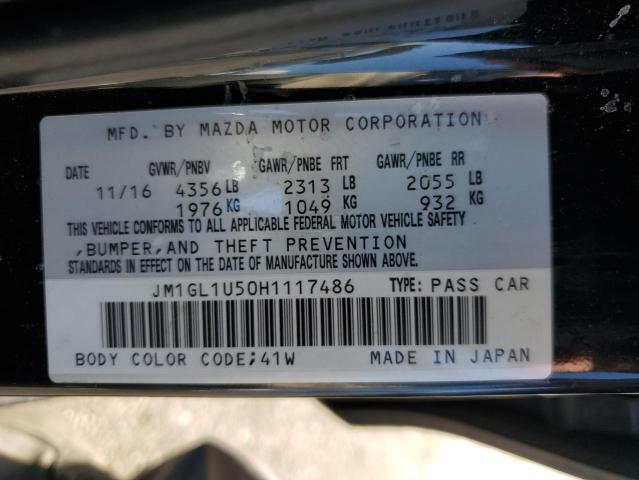 MFD. BY MAZDA MOTOR CORPORATION
GVWR/PNBV GAWR/PNBE FRT GAWR/PNBE RR
11/16 4356 LB 2313 LB 2055 LB
1976 KG 1049 KG 932 KG
THIS VEHICLE CONFORMS TO ALL APPLICABLE FEDERAL MOTOR VEHICLE SAFETY
,BUMPER,AND THEFT PREVENTION
STANDARDS IN EFFECT ON THE DATE OF MANUFACTURE SHOWN ABOVE.
JM1GL1U50H1117486 TYPE: PASS CAR
BODY COLOR CODE;41W MADE IN JAPAN